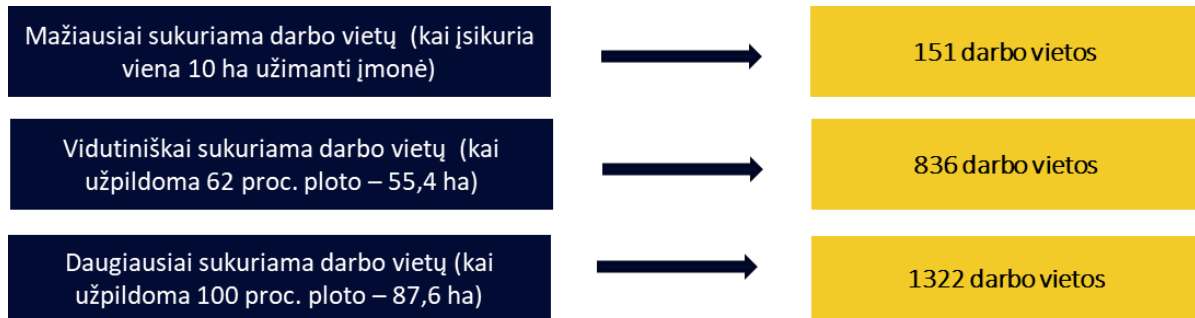 Mažiausiai sukuriama darbo vietų (kai įsikuria
viena 10 ha užimanti įmonė)
151 darbo vietos
Vidutiniškai sukuriama darbo vietų (kai
užpildoma 62 proc. ploto – 55,4 ha)
836 darbo vietos
Daugiausiai sukuriama darbo vietų (kai
užpildoma 100 proc. ploto – 87,6 ha)
1322 darbo vietos